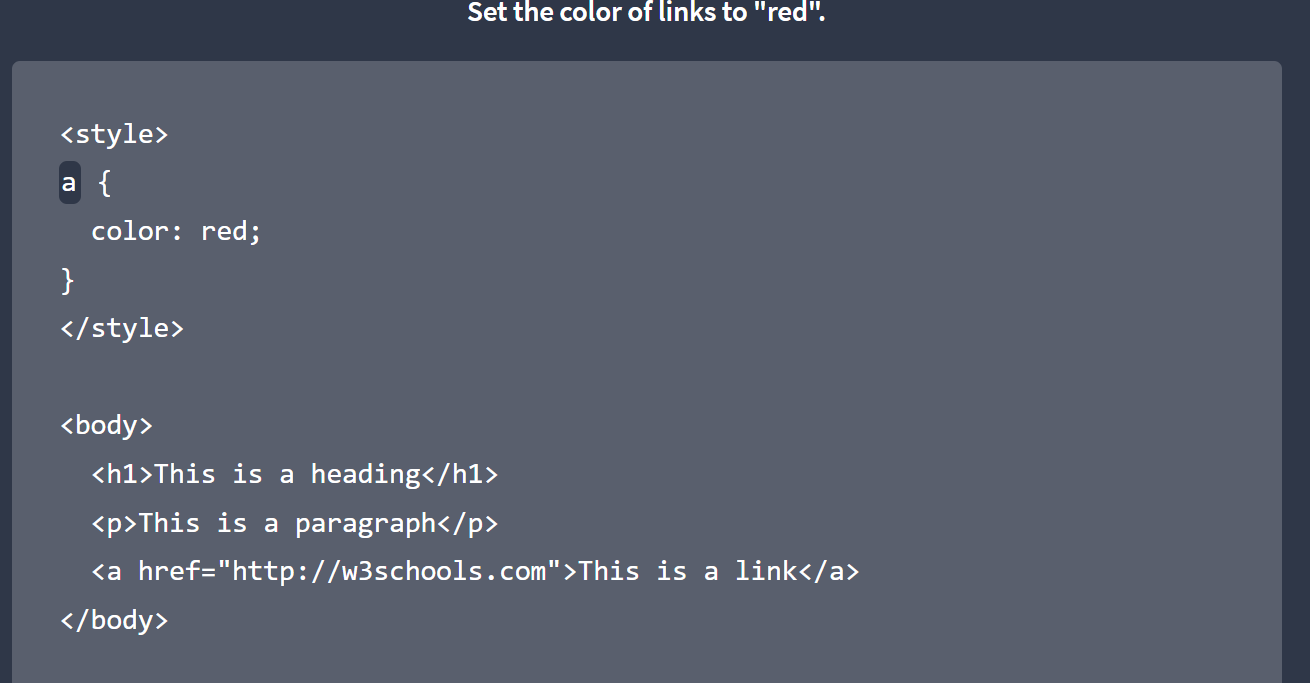 Set the color of links to "red".
<style>
a {
  color: red;
}
</style>
<body>
  <h1>This is a heading</h1>
  <p>This is a paragraph</p>
  <a href="http://w3schools.com">This is a link</a>
</body>